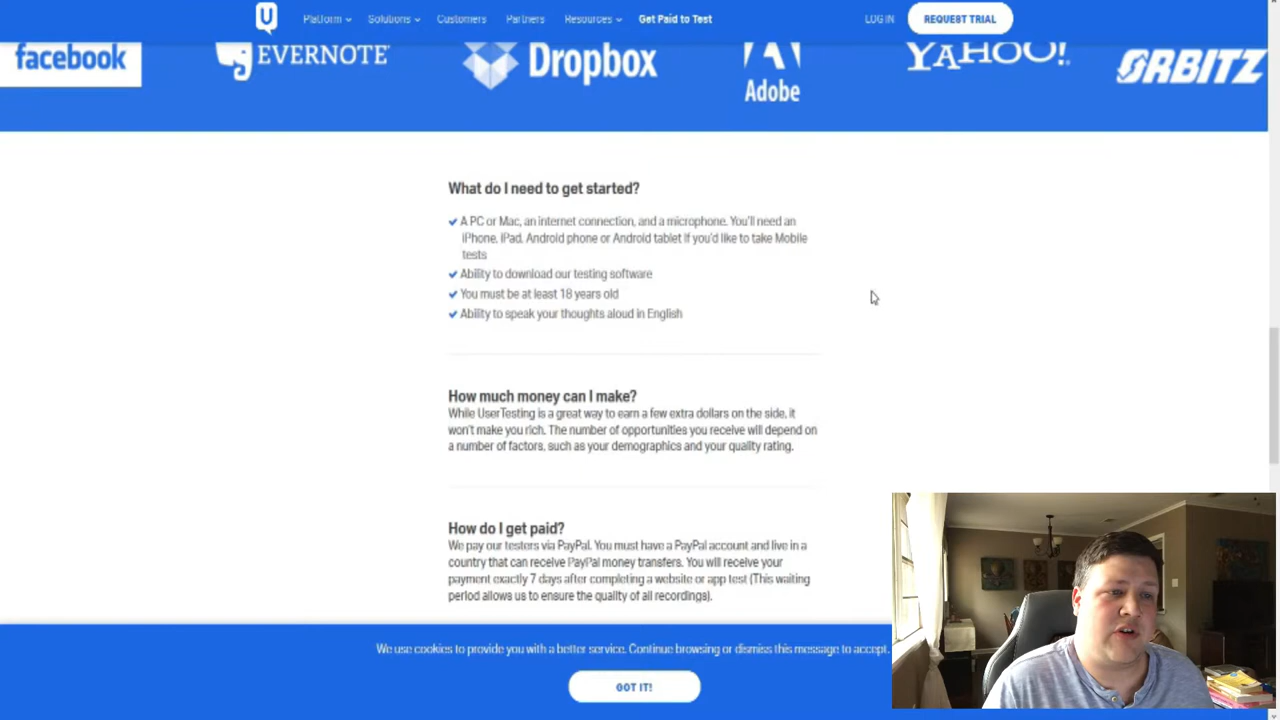 Platform Solutions Customers Partners Resources Get Paid to Test LOG IN REQUEST TRIAL
facebook EVERNOTE Dropbox Adobe YAHOO! ORBITZ
What do I need to get started?
A PC or Mac, an internet connection, and a microphone. You'll need an
iPhone, iPad, Android phone or Android tablet if you'd like to take Mobile
tests
Ability to download our testing software
You must be at least 18 years old
Ability to speak your thoughts aloud in English
How much money can I make?
While UserTesting is a great way to earn a few extra dollars on the side, it
won't make you rich. The number of opportunities you receive will depend on
a number of factors, such as your demographics and your quality rating.
How do I get paid?
We pay our testers via PayPal. You must have a PayPal account and live in a
country that can receive PayPal money transfers. You will receive your
payment exactly 7 days after completing a website or app test (This waiting
period allows us to ensure the quality of all recordings).
We use cookies to provide you with a better service. Continue browsing or dismiss this message to accept.
GOT IT!